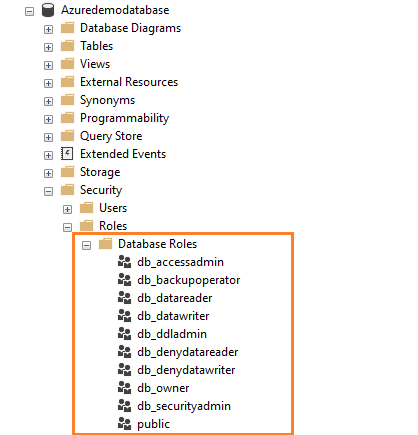 Azuredemodatabase
Database Diagrams
Tables
Views
External Resources
Synonyms
Programmability
Query Store
Extended Events
Storage
Security
Users
Roles
Database Roles
db_accessadmin
db_backupoperator
db_datareader
db_datawriter
db_ddladmin
db_denydatareader
db_denydatawriter
db_owner
db_securityadmin
public